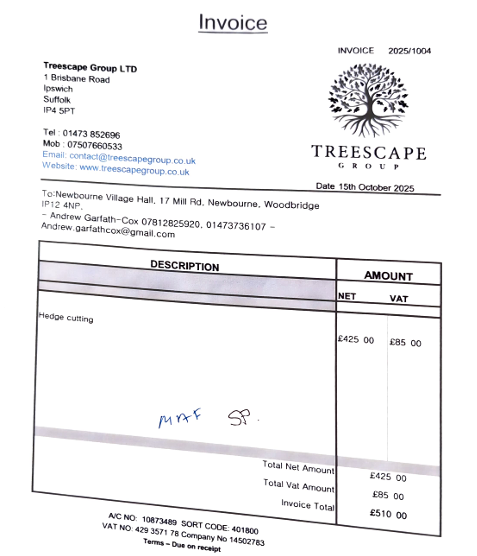 Invoice
INVOICE 2025/1004
Treescape Group LTD
1 Brisbane Road
Ipswich
Suffolk
IP4 5PT
Tel : 01473 852696
Mob : 07507660533
Email: contact@treescapegroup.co.uk
Website: www.treescapegroup.co.uk
TREESCAPE
GROUP
Date 15th October 2025
To:Newbourne Village Hall, 17 Mill Rd, Newbourne, Woodbridge
IP12 4NP.
- Andrew Garfath-Cox 07812825920, 01473736107 -
Andrew.garfathcox@gmail.com
DESCRIPTION AMOUNT
NET VAT
Hedge cutting
£425 00 £85 00
SP.
Total Net Amount £425 00
Total Vat Amount £85 00
Invoice Total £510 00
A/C NO: 10873489 SORT CODE: 401800
VAT NO. 429 3571 78 Company No 14502783
Terms – Due on receipt